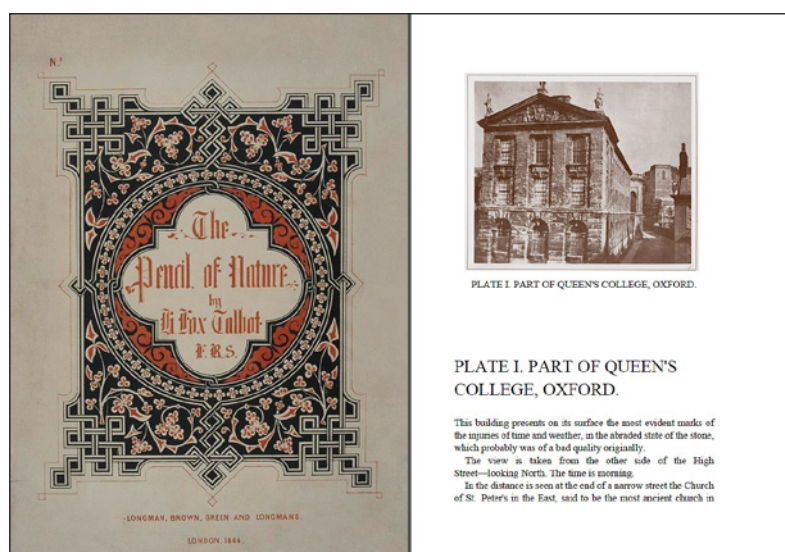 N.º
The
Pencil of Nature
by
H Fox Talbot
F.R.S.
LONGMAN, BROWN, GREEN AND LONGMANS.
LONDON, 1844.
PLATE I. PART OF QUEEN'S COLLEGE, OXFORD.
PLATE I. PART OF QUEEN'S
COLLEGE, OXFORD.
This building presents on its surface the most evident marks of
the injuries of time and weather, in the abraded state of the stone,
which probably was of a bad quality originally.
The view is taken from the other side of the High
Street—looking North. The time is morning.
In the distance is seen at the end of a narrow street the Church
of St. Peter's in the East, said to be the most ancient church in